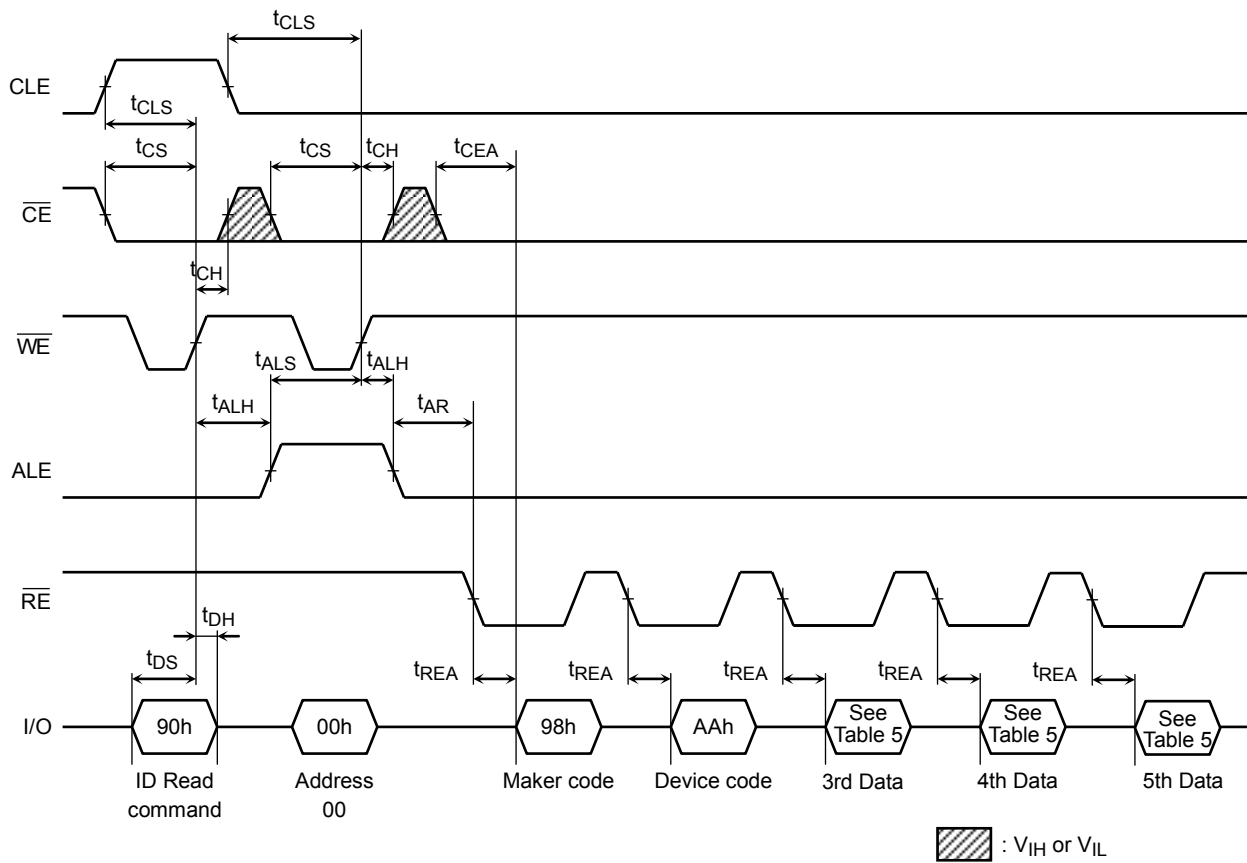 tCLS
CLE
tCLS
tCS
tCS
tCH
tCEA
CE
tCH
WE
tALS
tALH
tALH
tAR
ALE
RE
tDH
tDS
tREA
tREA
tREA
tREA
tREA
I/O
90h
00h
98h
AAh
See
Table 5
See
Table 5
See
Table 5
ID Read
command
Address
00
Maker code
Device code
3rd Data
4th Data
5th Data
: VIH or VIL